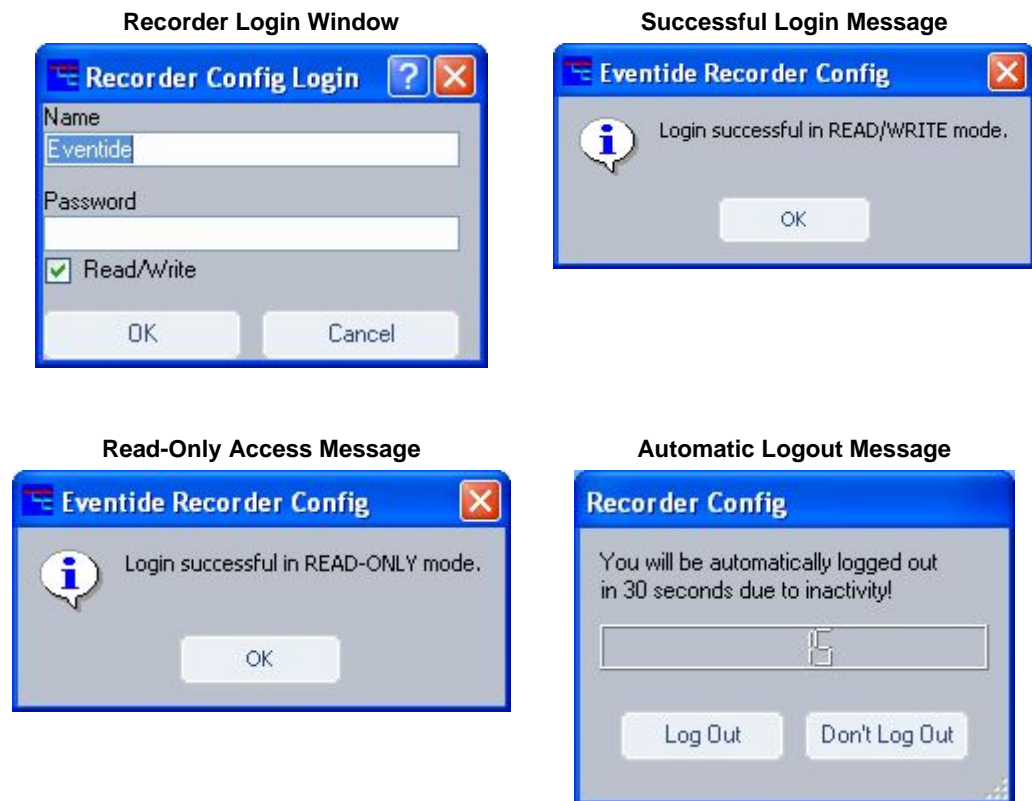 Recorder Login Window
Recorder Config Login
Name
Eventide
Password
Read/Write
OK Cancel
Successful Login Message
Eventide Recorder Config
Login successful in READ/WRITE mode.
OK
Read-Only Access Message
Eventide Recorder Config
Login successful in READ-ONLY mode.
OK
Automatic Logout Message
Recorder Config
You will be automatically logged out
in 30 seconds due to inactivity!
15
Log Out Don't Log Out